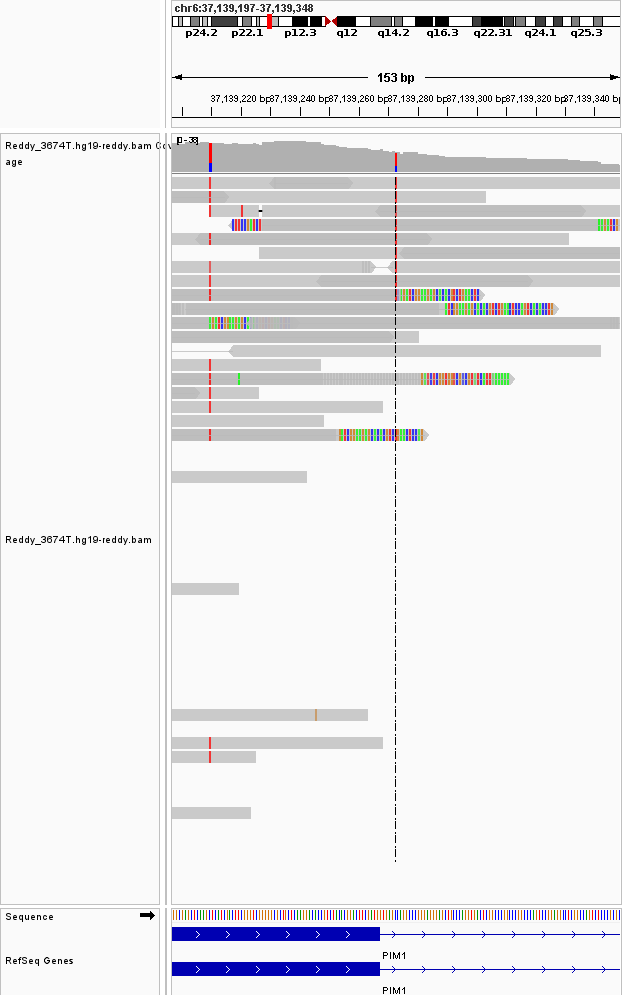 chr6:37,139,197-37,139,348
p24.2 p22.1 p12.3 q12 q14.2 q16.3 q22.31 q24.1 q25.3
153 bp
37,139,220 bp 37,139,240 bp 37,139,260 bp 37,139,280 bp 37,139,300 bp 37,139,320 bp 37,139,340 bp
Reddy_3674T.hg19-reddy.bam Cov
age
Reddy_3674T.hg19-reddy.bam
Sequence
PIM1
RefSeq Genes
PIM1